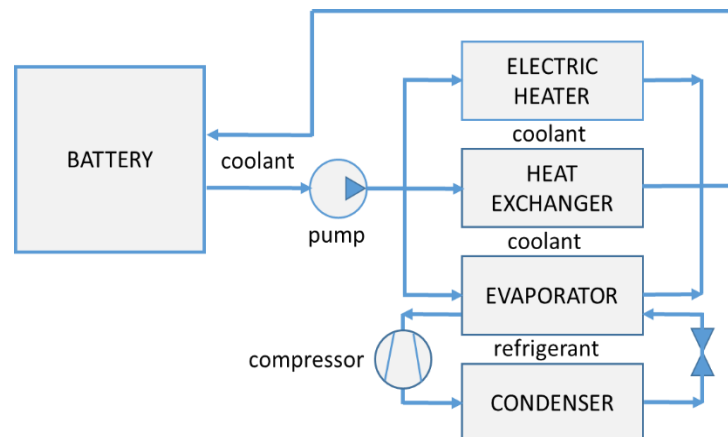 ELECTRIC
HEATER
coolant
BATTERY
coolant
HEAT
EXCHANGER
pump
coolant
EVAPORATOR
compressor
refrigerant
CONDENSER